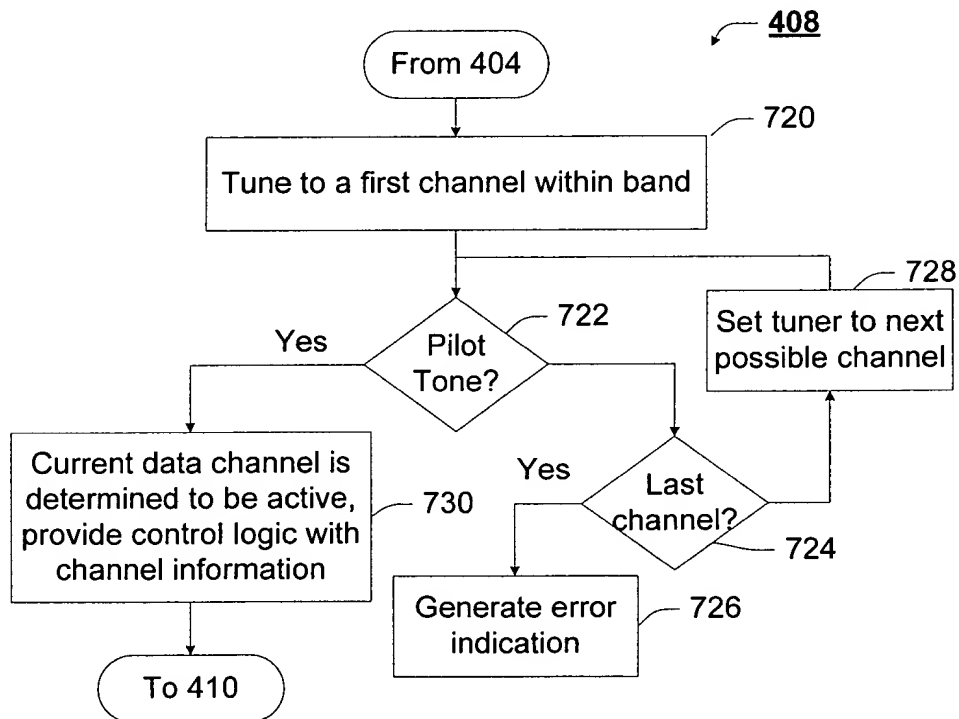 408
From 404
720
Tune to a first channel within band
728
Set tuner to next
possible channel
722
Pilot
Tone?
Yes
Current data channel is
determined to be active,
provide control logic with
channel information
730
Yes
Last
channel?
724
Generate error
indication
726
To 410